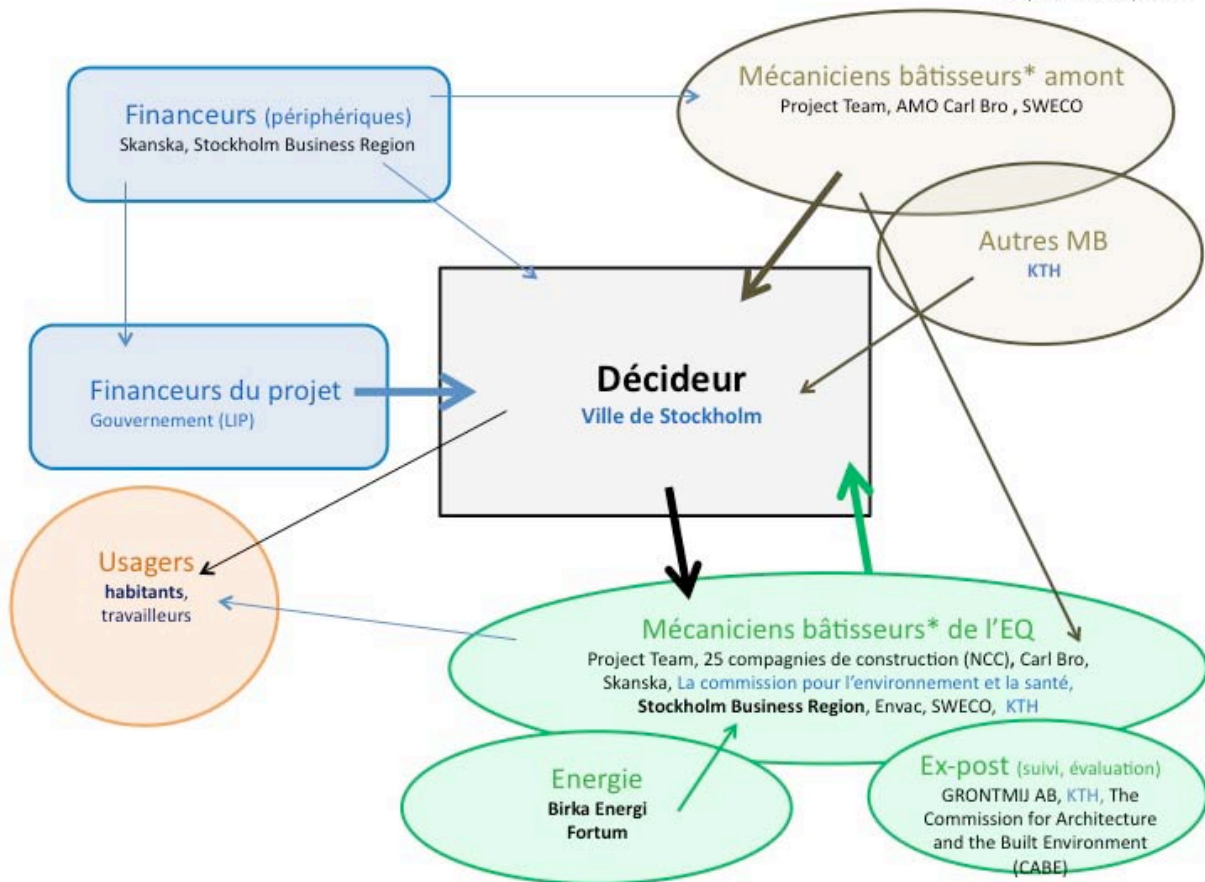 Financeurs (périphériques)
Skanska, Stockholm Business Region
Mécaniciens bâtisseurs* amont
Project Team, AMO Carl Bro , SWECO
Autres MB
KTH
Financeurs du projet
Gouvernement (LIP)
Décideur
Ville de Stockholm
Usagers
habitants,
travailleurs
Mécaniciens bâtisseurs* de l'EQ
Project Team, 25 compagnies de construction (NCC), Carl Bro,
Skanska, La commission pour l'environnement et la santé,
Stockholm Business Region, Envac, SWECO, KTH
Energie
Birka Energi
Fortum
Ex-post (suivi, évaluation)
GRONTMIJ AB, KTH, The
Commission for Architecture
and the Built Environment
(CABE)